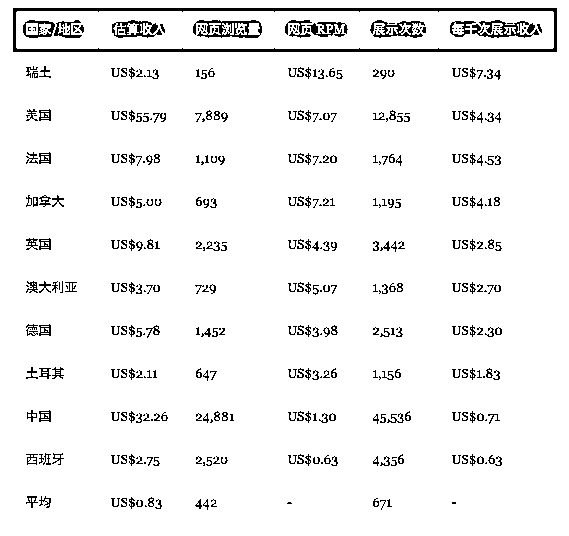 国家/地区 估算收入 网页浏览量 网页 RPM 展示次数 每千次展示收入
瑞士 US$2.13 156 US$13.65 290 US$7.34
美国 US$55.79 7,889 US$7.07 12,855 US$4.34
法国 US$7.98 1,109 US$7.20 1,764 US$4.53
加拿大 US$5.00 693 US$7.21 1,195 US$4.18
英国 US$9.81 2,235 US$4.39 3,442 US$2.85
澳大利亚 US$3.70 729 US$5.07 1,368 US$2.70
德国 US$5.78 1,452 US$3.98 2,513 US$2.30
土耳其 US$2.11 647 US$3.26 1,156 US$1.83
中国 US$32.26 24,881 US$1.30 45,536 US$0.71
西班牙 US$2.75 2,520 US$0.63 4,356 US$0.63
平均 US$0.83 442 - 671 -